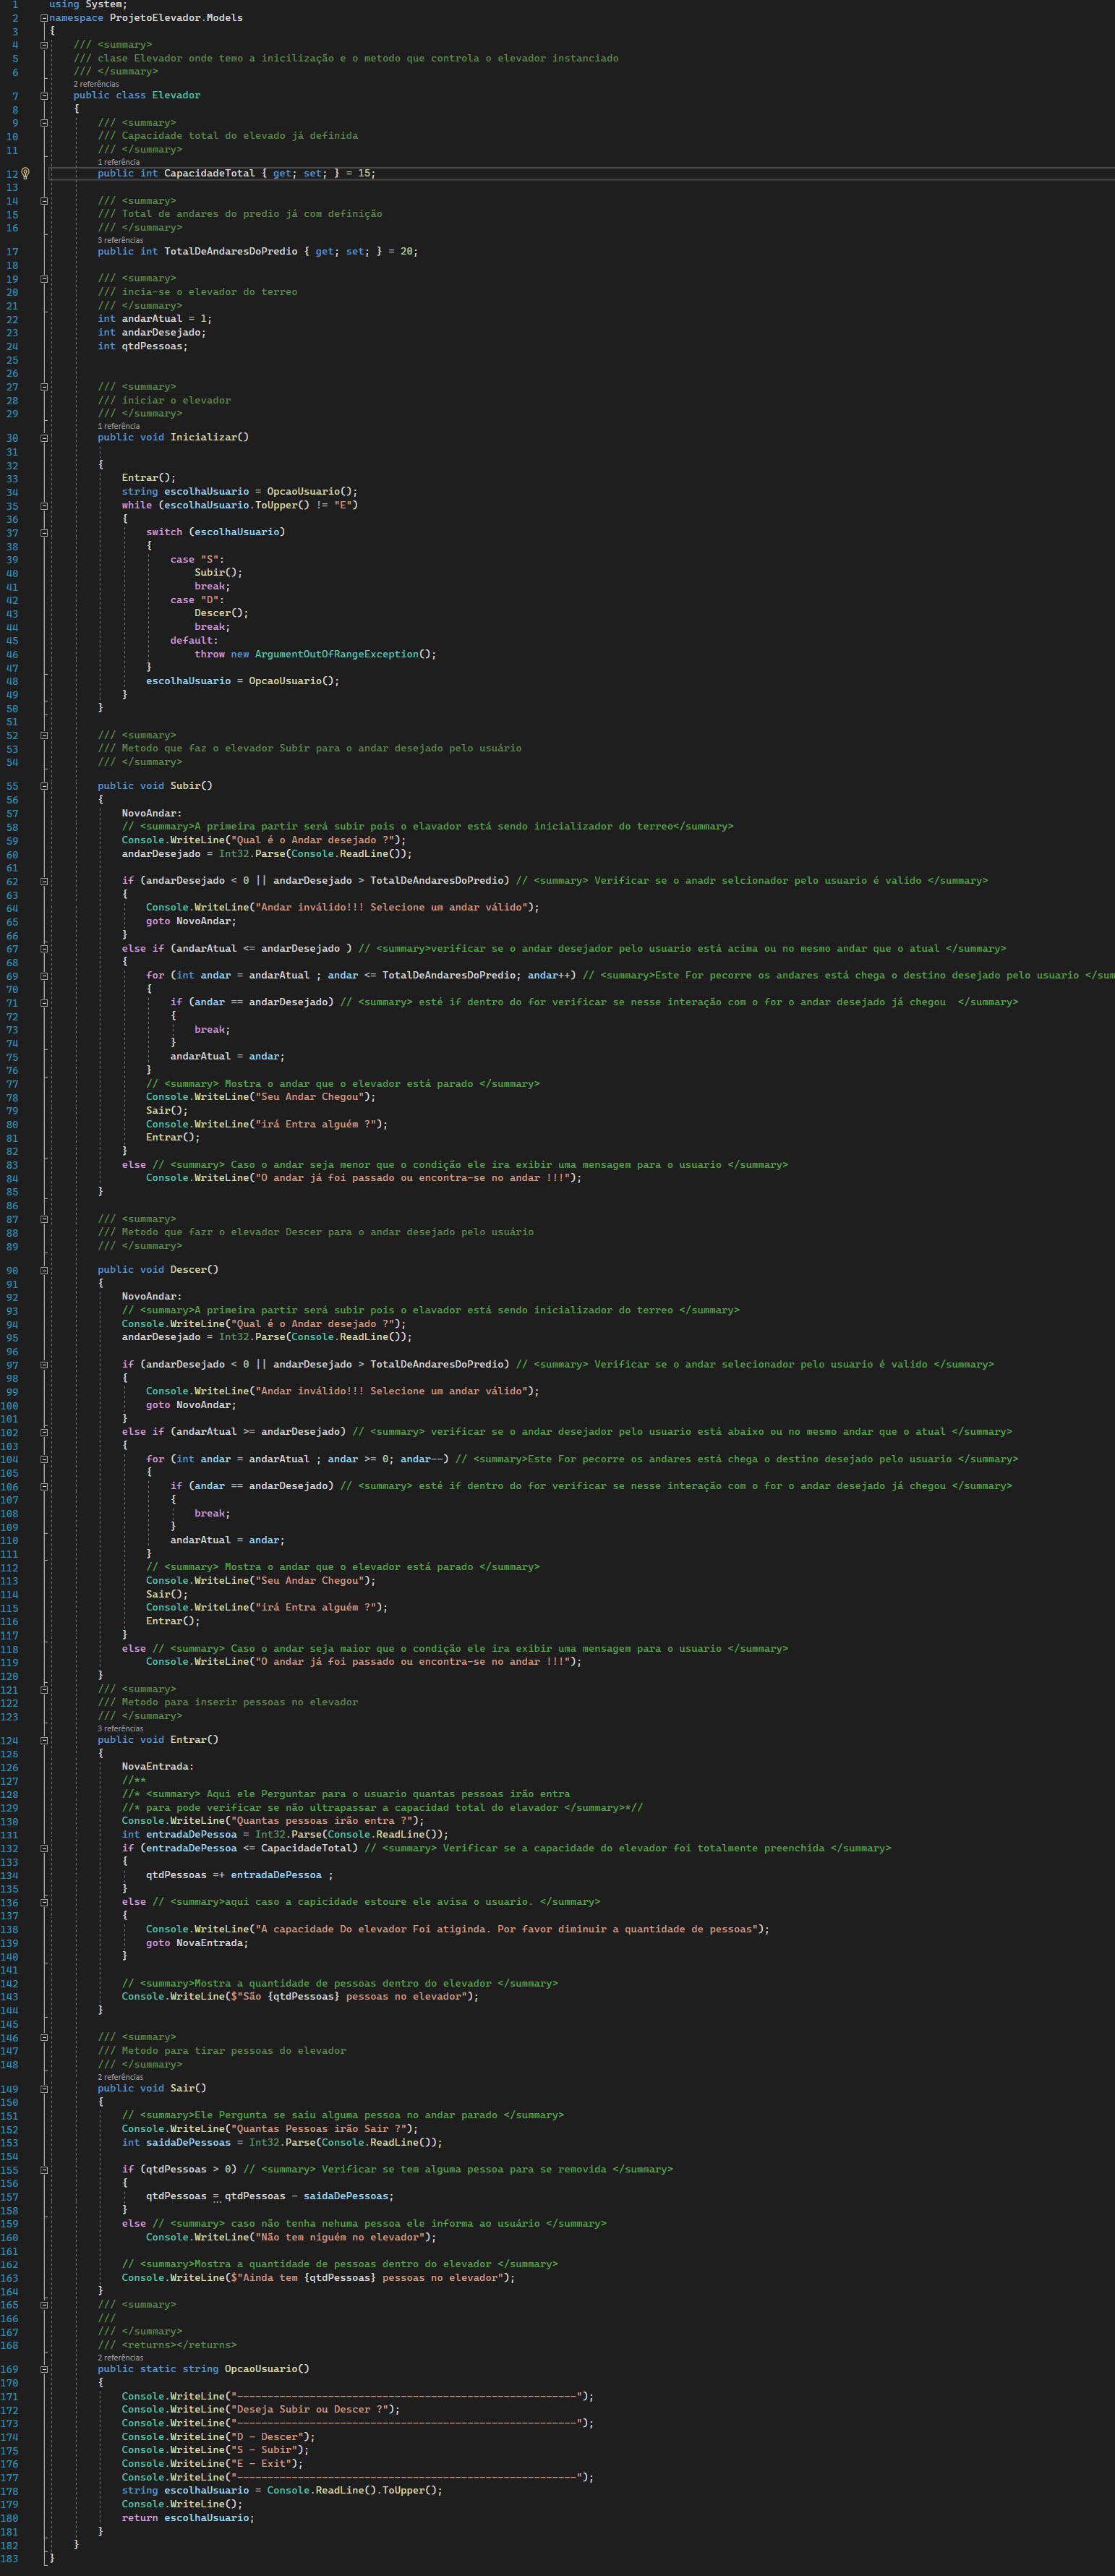 1 using System;
2 namespace ProjetoElevador.Models
3 {
4 /// <summary>
5 /// clase Elevador onde temo a inicilização e o metodo que controla o elevador instanciado
6 /// </summary>
2 referências
7 public class Elevador
8 {
9 /// <summary>
10 /// Capacidade total do elevado já definida
11 /// </summary>
1 referência
12 public int CapacidadeTotal { get; set; } = 15;
13
14 /// <summary>
15 /// Total de andares do predio já com definição
16 /// </summary>
3 referências
17 public int TotalDeAndaresDoPredio { get; set; } = 20;
18
19 /// <summary>
20 /// incia-se o elevador do terreo
21 /// </summary>
22 int andarAtual = 1;
23 int andarDesejado;
24 int qtdPessoas;
25
26
27 /// <summary>
28 /// iniciar o elevador
29 /// </summary>
1 referência
30 public void Inicializar()
31
32 {
33 Entrar();
34 string escolhaUsuario = OpcaoUsuario();
35 while (escolhaUsuario.ToUpper() != "E")
36 {
37 switch (escolhaUsuario)
38 {
39 case "S":
40 Subir();
41 break;
42 case "D":
43 Descer();
44 break;
45 default:
46 throw new ArgumentOutOfRangeException();
47 }
48 escolhaUsuario = OpcaoUsuario();
49 }
50 }
51
52 /// <summary>
53 /// Metodo que faz o elevador Subir para o andar desejado pelo usuário
54 /// </summary>
55 public void Subir()
56 {
57 NovoAndar:
58 // <summary>A primeira partir será subir pois o elavador está sendo inicializador do terreo</summary>
59 Console.WriteLine("Qual é o Andar desejado ?");
60 andarDesejado = Int32.Parse(Console.ReadLine());
61
62 if (andarDesejado < 0 || andarDesejado > TotalDeAndaresDoPredio) // <summary> Verificar se o anadr selcionador pelo usuario é valido </summary>
63 {
64 Console.WriteLine("Andar inválido!!! Selecione um andar válido");
65 goto NovoAndar;
66 }
67 else if (andarAtual <= andarDesejado ) // <summary>verificar se o andar desejador pelo usuario está acima ou no mesmo andar que o atual </summary>
68 {
69 for (int andar = andarAtual ; andar <= TotalDeAndaresDoPredio; andar++) // <summary>Este For pecorre os andares está chega o destino desejado pelo usuario </sum
70 {
71 if (andar == andarDesejado) // <summary> esté if dentro do for verificar se nesse interação com o for o andar desejado já chegou </summary>
72 {
73 break;
74 }
75 andarAtual = andar;
76 }
77 // <summary> Mostra o andar que o elevador está parado </summary>
78 Console.WriteLine("Seu Andar Chegou");
79 Sair();
80 Console.WriteLine("irá Entra alguém ?");
81 Entrar();
82 }
83 else // <summary> Caso o andar seja menor que o condição ele ira exibir uma mensagem para o usuario </summary>
84 Console.WriteLine("O andar já foi passado ou encontra-se no andar !!!");
85 }
86
87 /// <summary>
88 /// Metodo que fazr o elevador Descer para o andar desejado pelo usuário
89 /// </summary>
90 public void Descer()
91 {
92 NovoAndar:
93 // <summary>A primeira partir será subir pois o elavador está sendo inicializador do terreo </summary>
94 Console.WriteLine("Qual é o Andar desejado ?");
95 andarDesejado = Int32.Parse(Console.ReadLine());
96
97 if (andarDesejado < 0 || andarDesejado > TotalDeAndaresDoPredio) // <summary> Verificar se o andar selecionador pelo usuario é valido </summary>
98 {
99 Console.WriteLine("Andar inválido!!! Selecione um andar válido");
100 goto NovoAndar;
101 }
102 else if (andarAtual >= andarDesejado) // <summary> verificar se o andar desejador pelo usuario está abaixo ou no mesmo andar que o atual </summary>
103 {
104 for (int andar = andarAtual ; andar >= 0; andar--) // <summary>Este For pecorre os andares está chega o destino desejado pelo usuario </summary>
105 {
106 if (andar == andarDesejado) // <summary> esté if dentro do for verificar se nesse interação com o for o andar desejado já chegou </summary>
107 {
108 break;
109 }
110 andarAtual = andar;
111 }
112 // <summary> Mostra o andar que o elevador está parado </summary>
113 Console.WriteLine("Seu Andar Chegou");
114 Sair();
115 Console.WriteLine("irá Entra alguém ?");
116 Entrar();
117 }
118 else // <summary> Caso o andar seja maior que o condição ele ira exibir uma mensagem para o usuario </summary>
119 Console.WriteLine("O andar já foi passado ou encontra-se no andar !!!");
120 }
121 /// <summary>
122 /// Metodo para inserir pessoas no elevador
123 /// </summary>
3 referências
124 public void Entrar()
125 {
126 NovaEntrada:
127 //**
128 //* <summary> Aqui ele Perguntar para o usuario quantas pessoas irão entra
129 //* para pode verificar se não ultrapassar a capacidad total do elavador </summary>*//
130 Console.WriteLine("Quantas pessoas irão entra ?");
131 int entradaDePessoa = Int32.Parse(Console.ReadLine());
132 if (entradaDePessoa <= CapacidadeTotal) // <summary> Verificar se a capacidade do elevador foi totalmente preenchida </summary>
133 {
134 qtdPessoas =+ entradaDePessoa ;
135 }
136 else // <summary>aqui caso a capicidade estoure ele avisa o usuario. </summary>
137 {
138 Console.WriteLine("A capacidade Do elevador Foi atiginda. Por favor diminuir a quantidade de pessoas");
139 goto NovaEntrada;
140 }
141
142 // <summary>Mostra a quantidade de pessoas dentro do elevador </summary>
143 Console.WriteLine($"São {qtdPessoas} pessoas no elevador");
144 }
145
146 /// <summary>
147 /// Metodo para tirar pessoas do elevador
148 /// </summary>
2 referências
149 public void Sair()
150 {
151 // <summary>Ele Pergunta se saiu alguma pessoa no andar parado </summary>
152 Console.WriteLine("Quantas Pessoas irão Sair ?");
153 int saidaDePessoas = Int32.Parse(Console.ReadLine());
154
155 if (qtdPessoas > 0) // <summary> Verificar se tem alguma pessoa para se removida </summary>
156 {
157 qtdPessoas = qtdPessoas - saidaDePessoas;
158 }
159 else // <summary> caso não tenha nehuma pessoa ele informa ao usuário </summary>
160 Console.WriteLine("Não tem niguém no elevador");
161
162 // <summary>Mostra a quantidade de pessoas dentro do elevador </summary>
163 Console.WriteLine($"Ainda tem {qtdPessoas} pessoas no elevador");
164 }
165 /// <summary>
166 ///
167 /// </summary>
168 /// <returns></returns>
2 referências
169 public static string OpcaoUsuario()
170 {
171 Console.WriteLine("--------------------------------------------------------");
172 Console.WriteLine("Deseja Subir ou Descer ?");
173 Console.WriteLine("--------------------------------------------------------");
174 Console.WriteLine("D - Descer");
175 Console.WriteLine("S - Subir");
176 Console.WriteLine("E - Exit");
177 Console.WriteLine("--------------------------------------------------------");
178 string escolhaUsuario = Console.ReadLine().ToUpper();
179 Console.WriteLine();
180 return escolhaUsuario;
181 }
182 }
183 }